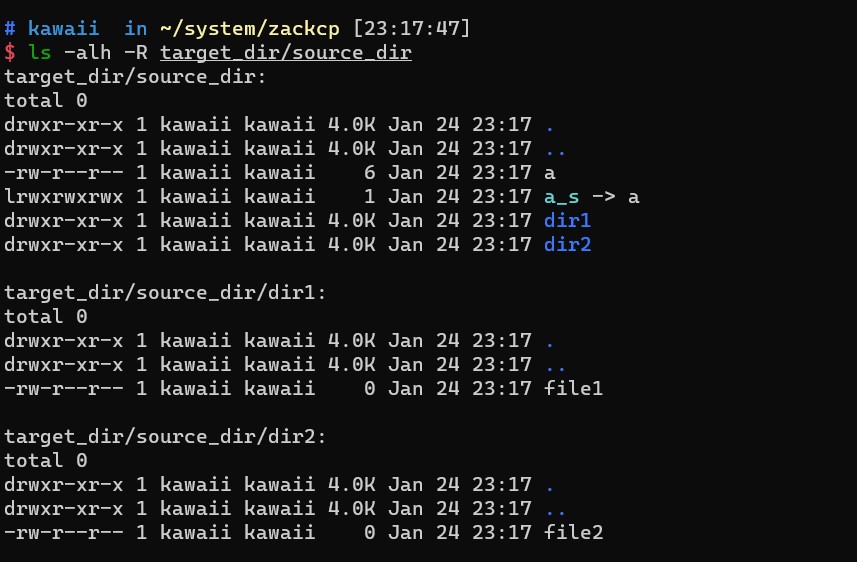 # kawaii  in ~/system/zackcp [23:17:47]
$ ls -alh -R target_dir/source_dir
target_dir/source_dir:
total 0
drwxr-xr-x 1 kawaii kawaii 4.0K Jan 24 23:17 .
drwxr-xr-x 1 kawaii kawaii 4.0K Jan 24 23:17 ..
-rw-r--r-- 1 kawaii kawaii    6 Jan 24 23:17 a
lrwxrwxrwx 1 kawaii kawaii    1 Jan 24 23:17 a_s -> a
drwxr-xr-x 1 kawaii kawaii 4.0K Jan 24 23:17 dir1
drwxr-xr-x 1 kawaii kawaii 4.0K Jan 24 23:17 dir2

target_dir/source_dir/dir1:
total 0
drwxr-xr-x 1 kawaii kawaii 4.0K Jan 24 23:17 .
drwxr-xr-x 1 kawaii kawaii 4.0K Jan 24 23:17 ..
-rw-r--r-- 1 kawaii kawaii    0 Jan 24 23:17 file1

target_dir/source_dir/dir2:
total 0
drwxr-xr-x 1 kawaii kawaii 4.0K Jan 24 23:17 .
drwxr-xr-x 1 kawaii kawaii 4.0K Jan 24 23:17 ..
-rw-r--r-- 1 kawaii kawaii    0 Jan 24 23:17 file2